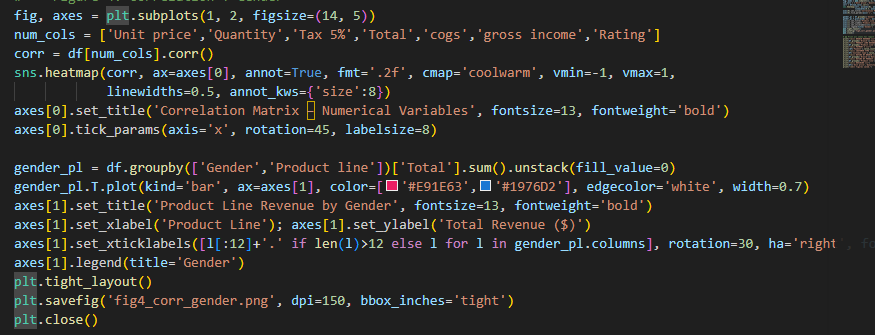 fig, axes = plt.subplots(1, 2, figsize=(14, 5))
num_cols = ['Unit price','Quantity','Tax 5%','Total','cogs','gross income','Rating']
corr = df[num_cols].corr()
sns.heatmap(corr, ax=axes[0], annot=True, fmt='.2f', cmap='coolwarm', vmin=-1, vmax=1,
            linewidths=0.5, annot_kws={'size':8})
axes[0].set_title('Correlation Matrix – Numerical Variables', fontsize=13, fontweight='bold')
axes[0].tick_params(axis='x', rotation=45, labelsize=8)

gender_pl = df.groupby(['Gender','Product line'])['Total'].sum().unstack(fill_value=0)
gender_pl.T.plot(kind='bar', ax=axes[1], color=['#E91E63','#1976D2'], edgecolor='white', width=0.7)
axes[1].set_title('Product Line Revenue by Gender', fontsize=13, fontweight='bold')
axes[1].set_xlabel('Product Line'); axes[1].set_ylabel('Total Revenue ($)')
axes[1].set_xticklabels([l[:12]+'.' if len(l)>12 else l for l in gender_pl.columns], rotation=30, ha='right', fo
axes[1].legend(title='Gender')
plt.tight_layout()
plt.savefig('fig4_corr_gender.png', dpi=150, bbox_inches='tight')
plt.close()